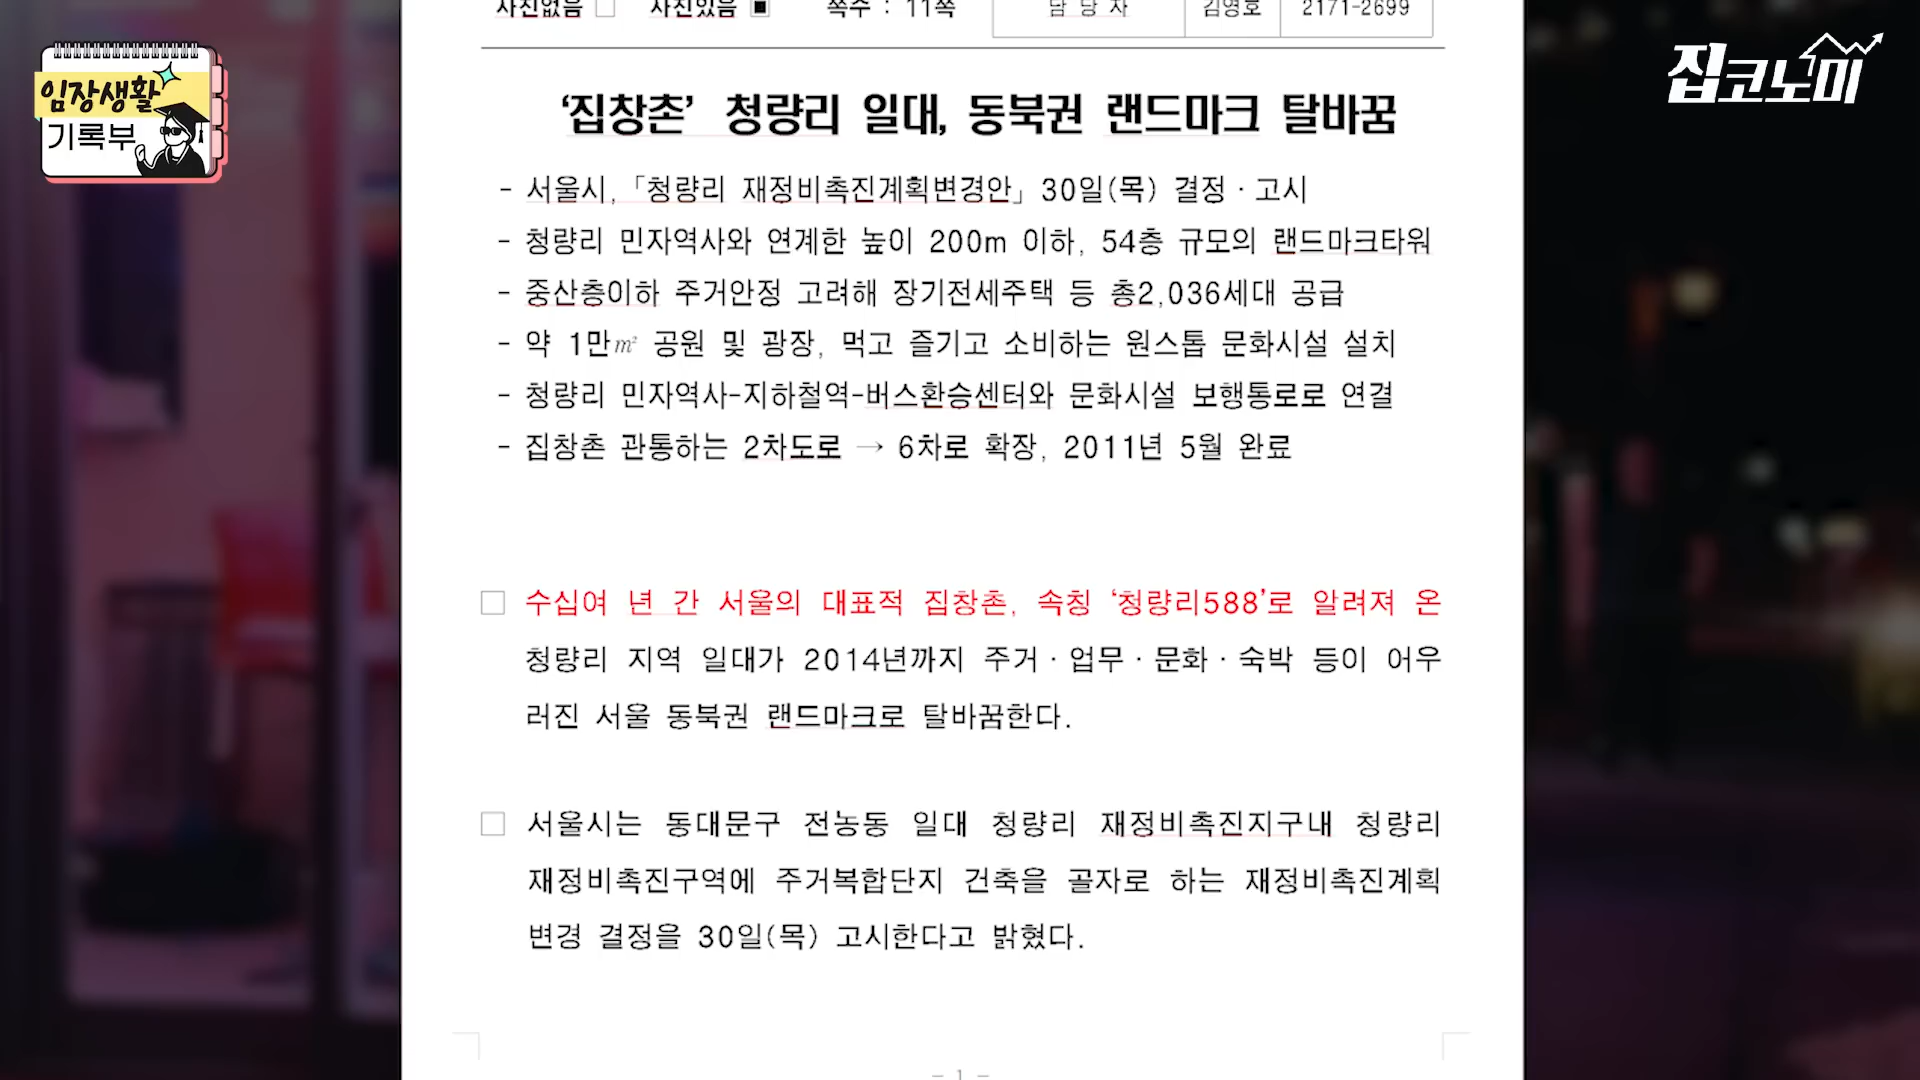 사진없음 □ 사진있음 ■ 쪽수 : 11쪽 담 당 자 김영호 2171-2699
임장생활
기록부
집코노미
‘집창촌’ 청량리 일대, 동북권 랜드마크 탈바꿈
- 서울시,「청량리 재정비촉진계획변경안」30일(목) 결정·고시
- 청량리 민자역사와 연계한 높이 200m 이하, 54층 규모의 랜드마크타워
- 중산층이하 주거안정 고려해 장기전세주택 등 총2,036세대 공급
- 약 1만㎡ 공원 및 광장, 먹고 즐기고 소비하는 원스톱 문화시설 설치
- 청량리 민자역사-지하철역-버스환승센터와 문화시설 보행통로로 연결
- 집창촌 관통하는 2차도로 → 6차로 확장, 2011년 5월 완료
□ 수십여 년 간 서울의 대표적 집창촌, 속칭 ‘청량리588’로 알려져 온
청량리 지역 일대가 2014년까지 주거·업무·문화·숙박 등이 어우
러진 서울 동북권 랜드마크로 탈바꿈한다.
□ 서울시는 동대문구 전농동 일대 청량리 재정비촉진지구내 청량리
재정비촉진구역에 주거복합단지 건축을 골자로 하는 재정비촉진계획
변경 결정을 30일(목) 고시한다고 밝혔다.
- 1 -